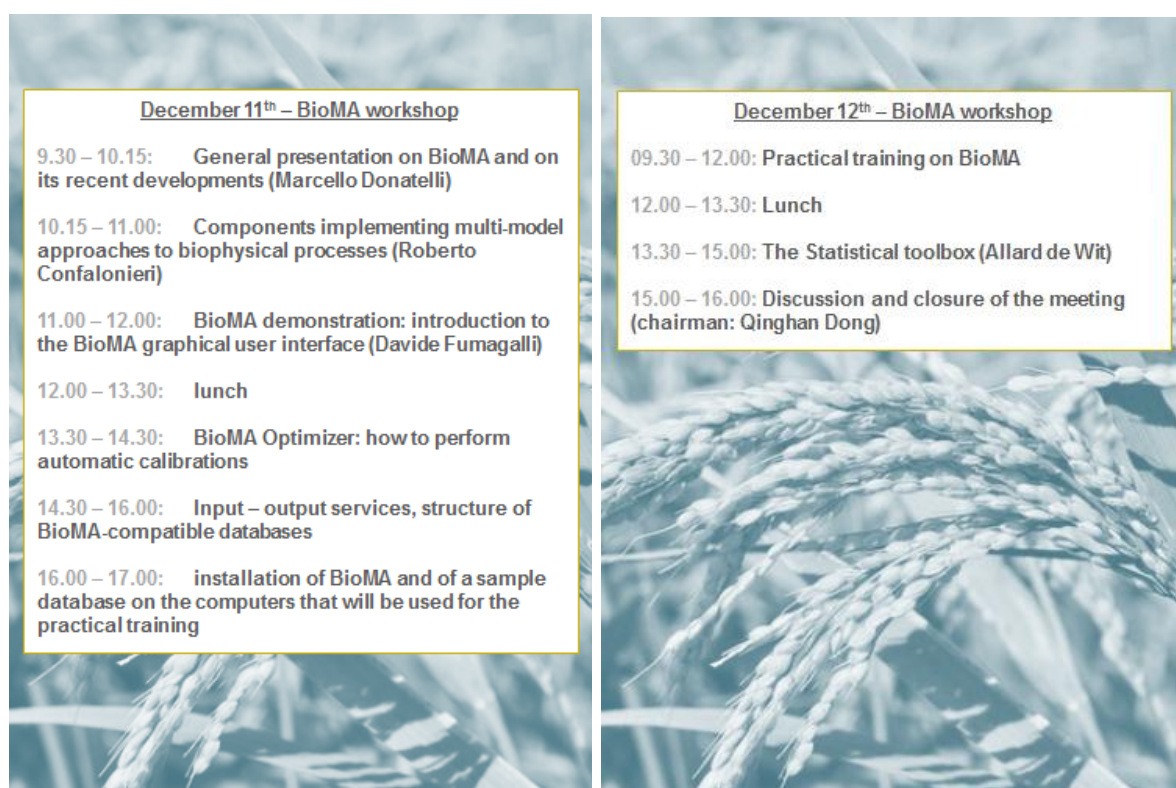 December 11th – BioMA workshop
9.30 – 10.15: General presentation on BioMA and on
its recent developments (Marcello Donatelli)
10.15 – 11.00: Components implementing multi-model
approaches to biophysical processes (Roberto
Confalonieri)
11.00 – 12.00: BioMA demonstration: introduction to
the BioMA graphical user interface (Davide Fumagalli)
12.00 – 13.30: lunch
13.30 – 14.30: BioMA Optimizer: how to perform
automatic calibrations
14.30 – 16.00: Input – output services, structure of
BioMA-compatible databases
16.00 – 17.00: installation of BioMA and of a sample
database on the computers that will be used for the
practical training
December 12th – BioMA workshop
09.30 – 12.00: Practical training on BioMA
12.00 – 13.30: Lunch
13.30 – 15.00: The Statistical toolbox (Allard de Wit)
15.00 – 16.00: Discussion and closure of the meeting
(chairman: Qinghan Dong)